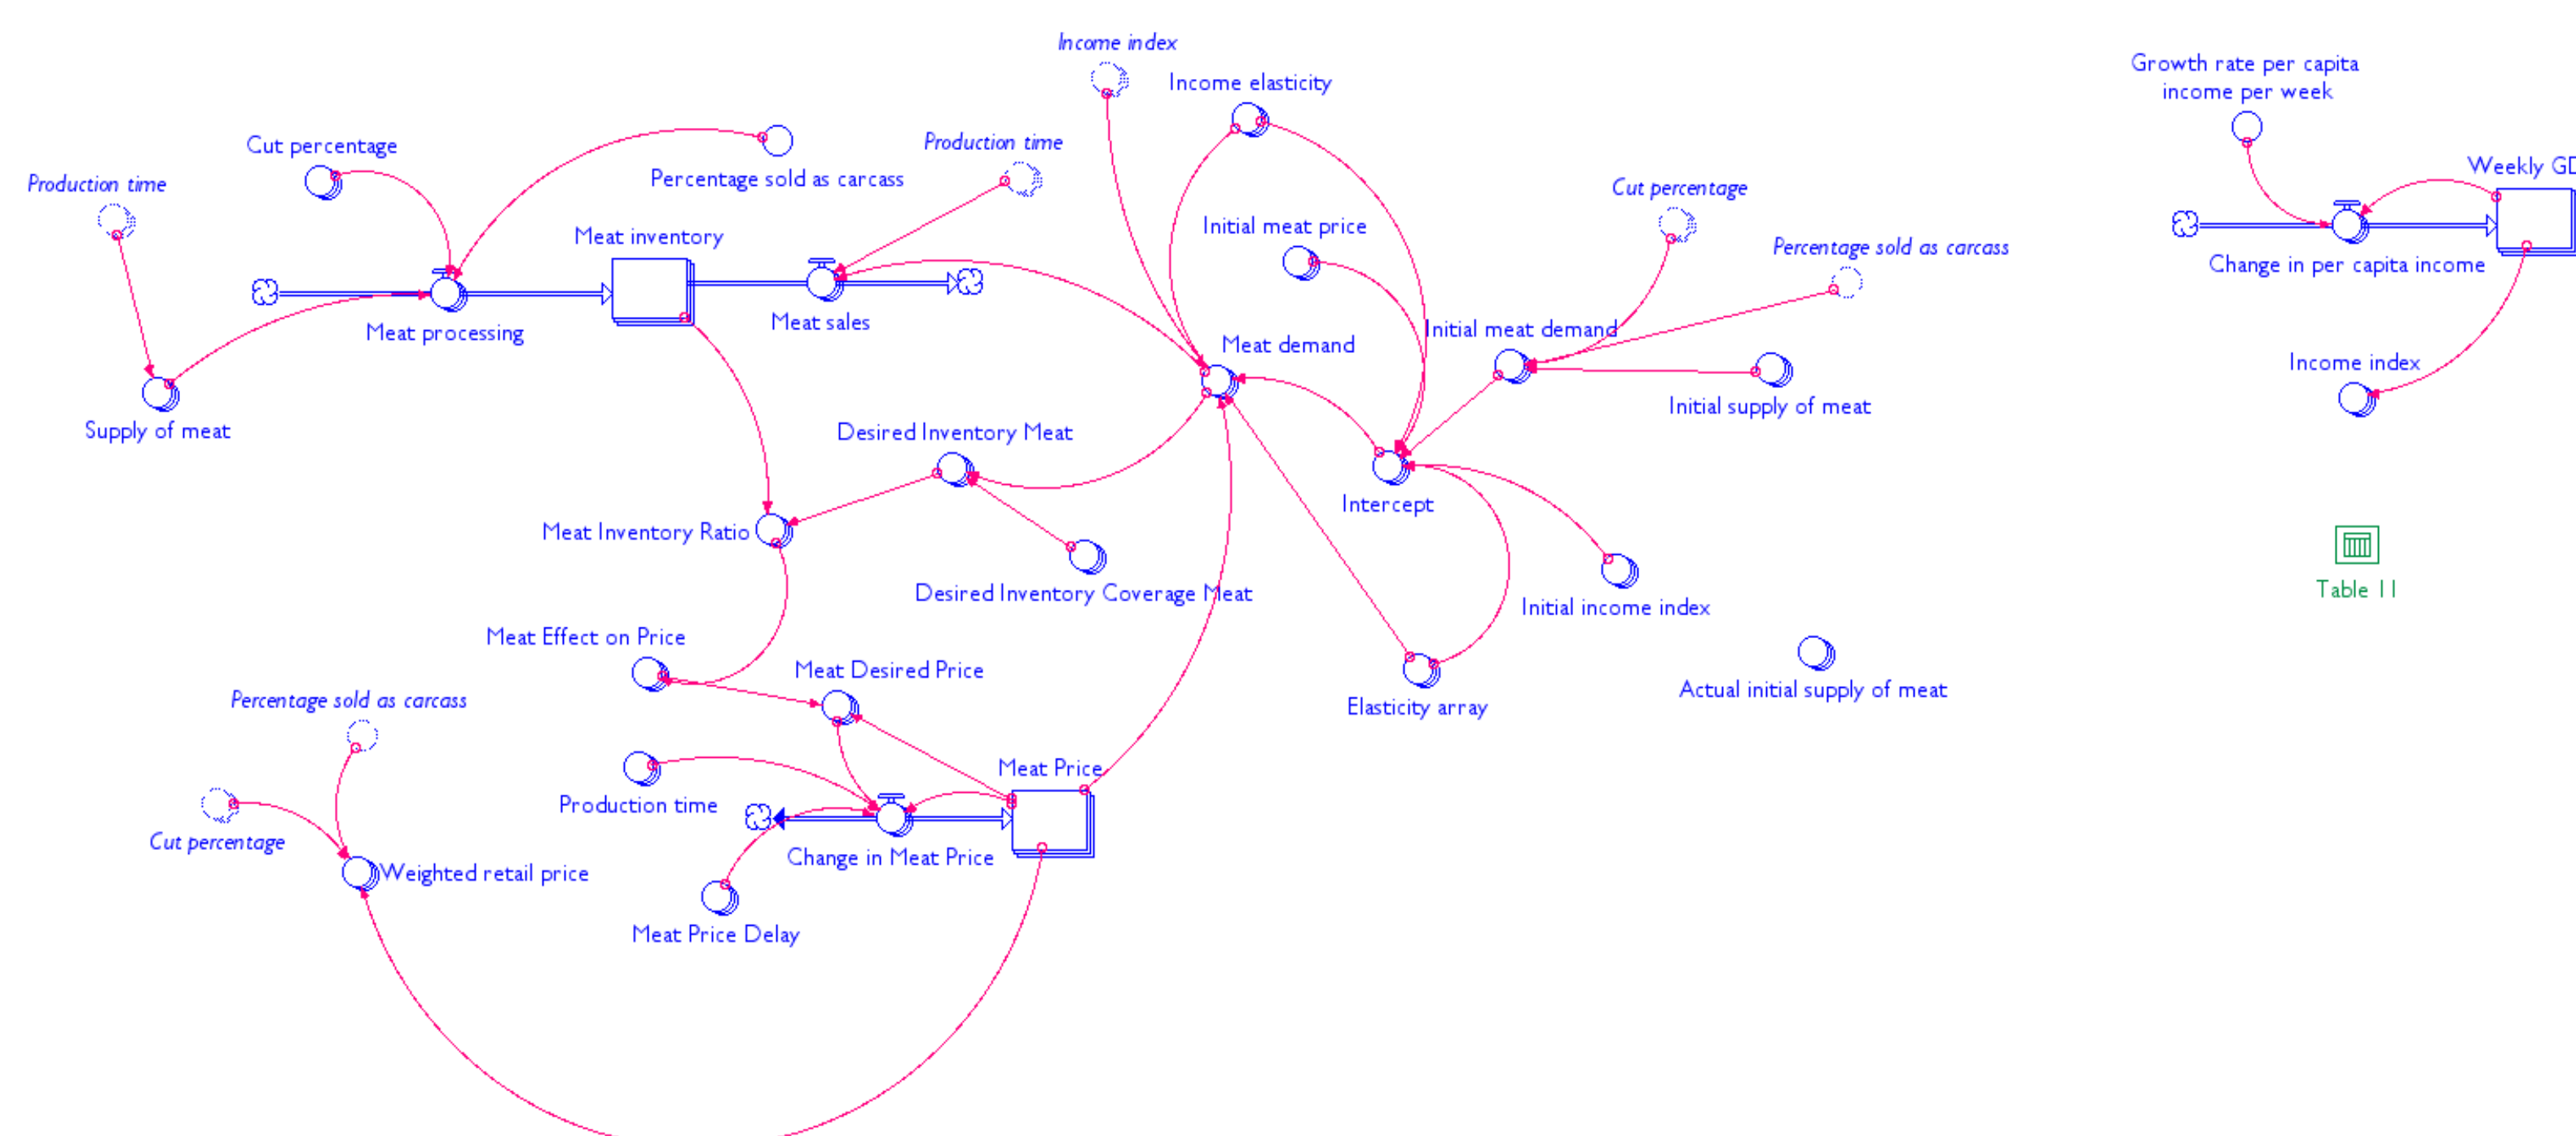 Income index
Income elasticity
Growth rate per capita
income per week
Cut percentage
Production time
Percentage sold as carcass
Production time
Weekly GD
Cut percentage
Initial meat price
Meat inventory
Percentage sold as carcass
Change in per capita income
Meat sales
Meat processing
Initial meat demand
Meat demand
Income index
Initial supply of meat
Supply of meat
Desired Inventory Meat
Intercept
Meat Inventory Ratio
Desired Inventory Coverage Meat
Table 11
Initial income index
Meat Effect on Price
Meat Desired Price
Actual initial supply of meat
Percentage sold as carcass
Elasticity array
Meat Price
Production time
Cut percentage
Change in Meat Price
Weighted retail price
Meat Price Delay